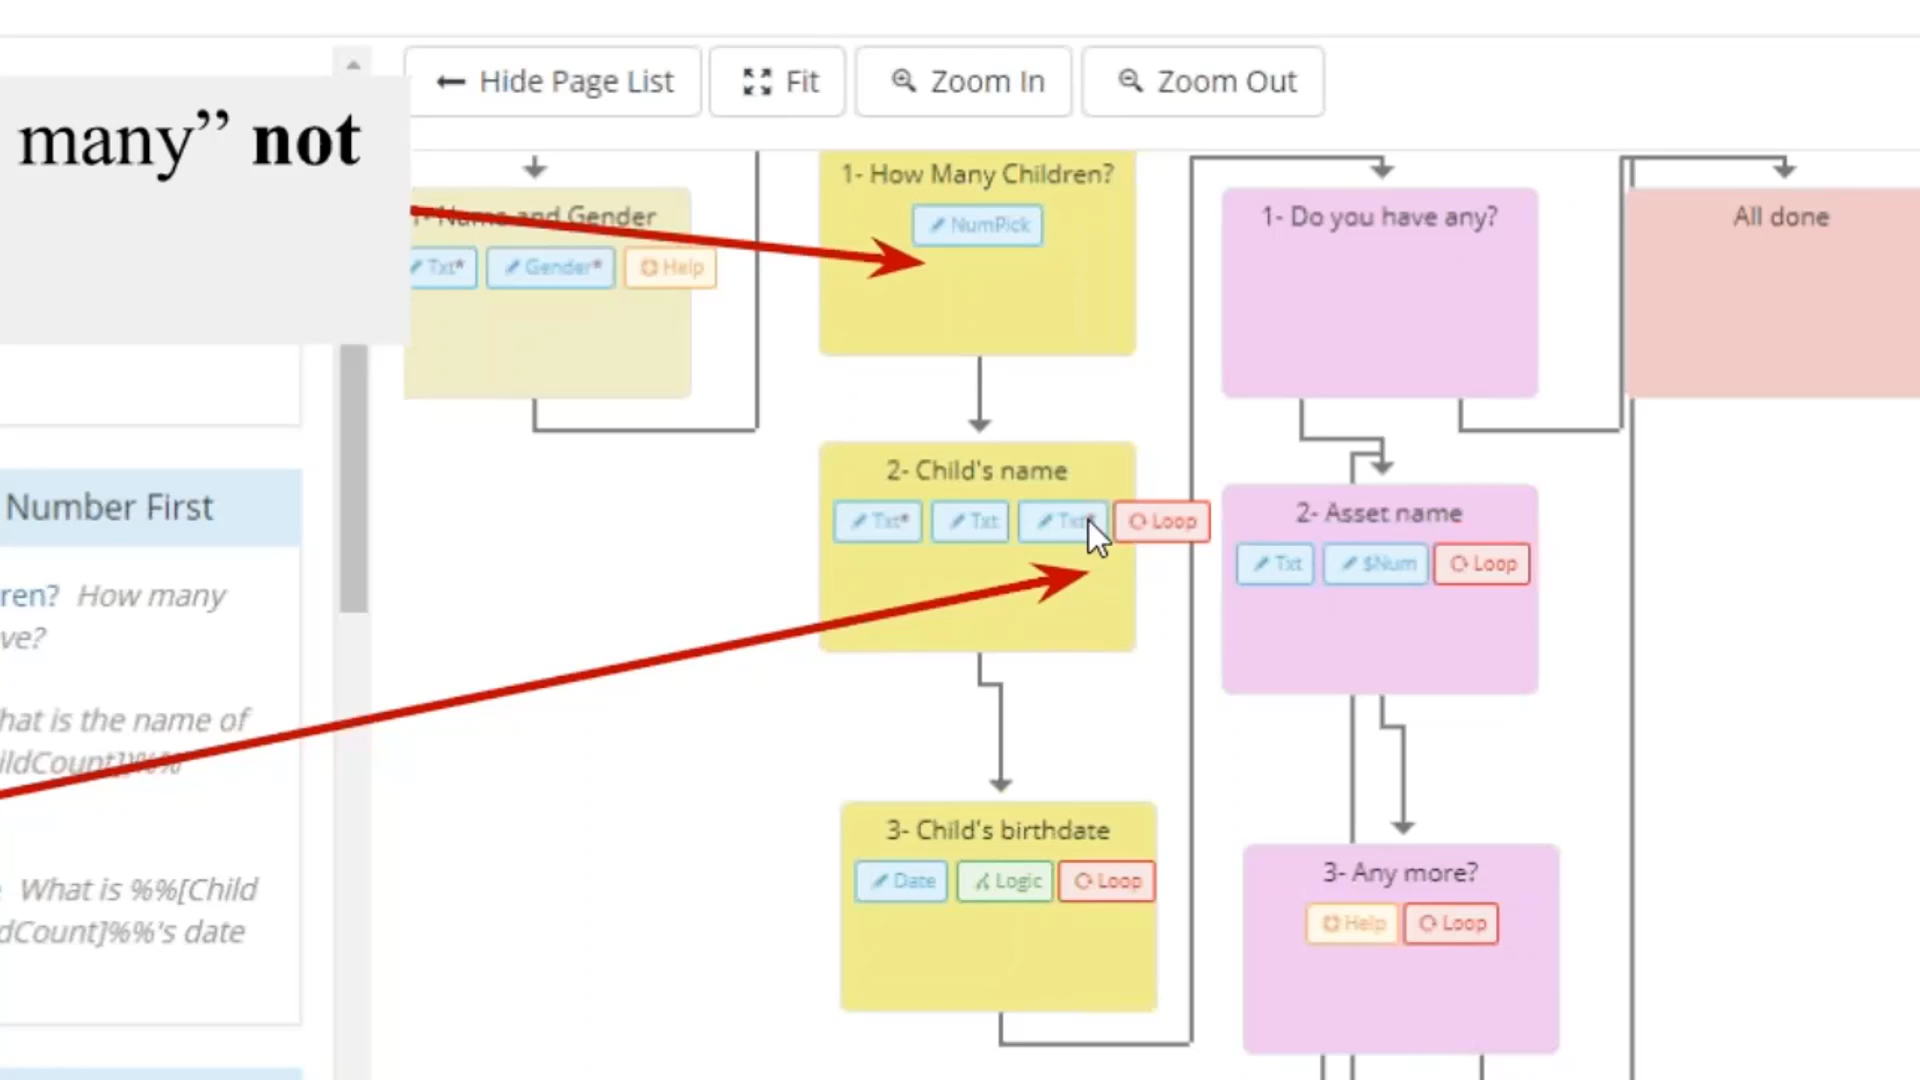 Hide Page List
Fit
Zoom In
Zoom Out
many” not
Number First
ren? How many
ve?
hat is the name of
ildCount]]%%
What is %%[Child
dCount]%%'s date
1- Name and Gender
Txt*
Gender*
Help
1- How Many Children?
NumPick
2- Child's name
Txt*
Txt
Txt*
Loop
3- Child's birthdate
Date
Logic
Loop
1- Do you have any?
2- Asset name
Txt
$Num
Loop
3- Any more?
Help
Loop
All done